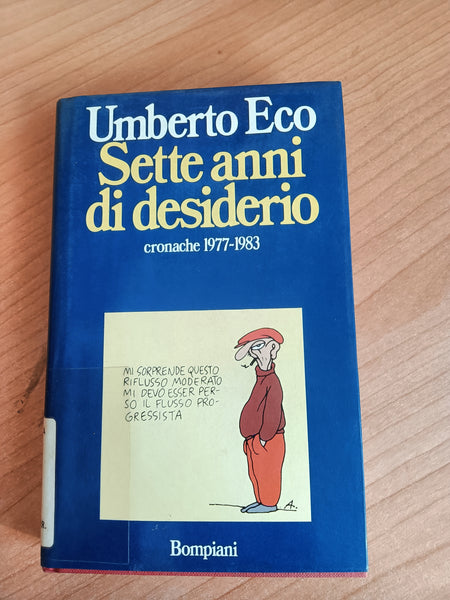 Umberto Eco
Sette anni
di desiderio
cronache 1977-1983
MI SORPRENDE QUESTO
RIFLUSSO MODERATO
MI DEVO ESSER PER-
SO IL FLUSSO PRO-
GRESSISTA
A.
Bompiani
R.